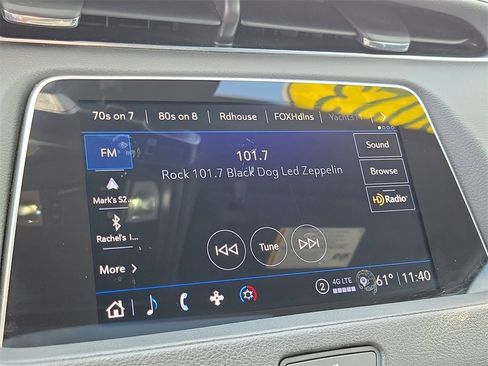 70s on 7 80s on 8 Rdhouse FOXHdlns Yacht
FM
101.7
Rock 101.7 Black Dog Led Zeppelin
Sound
Browse
HD Radio
Mark's S2...
Rachel's I...
More >
Tune
2 4G LTE 61° 11:40